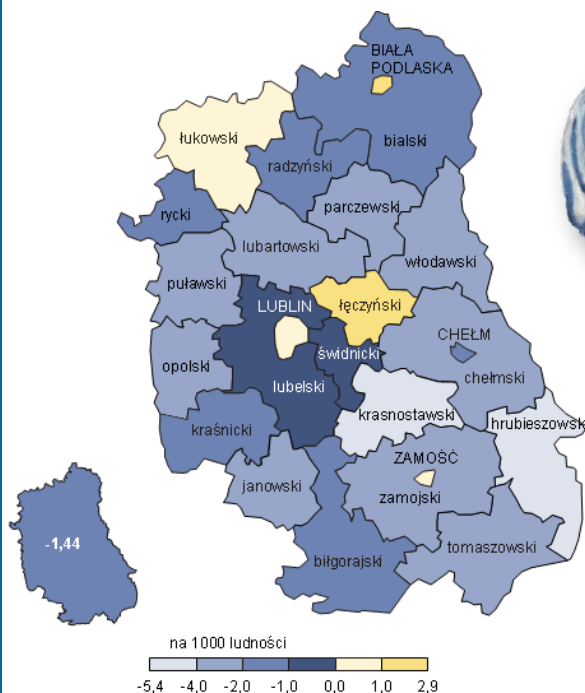 BIAŁA
PODLASKA
łukowski
bialski
radzyński
parczewski
rycki
lubartowski
włodawski
puławski
łęczyński
LUBLIN
CHEŁM
świdnicki
opolski
chełmski
lubelski
krasnostawski
hrubieszowski
kraśnicki
ZAMOŚĆ
janowski
zamojski
-1,44
tomaszowski
biłgorajski
na 1000 ludności
-5,4 -4,0 -2,0 -1,0 0,0 1,0 2,9